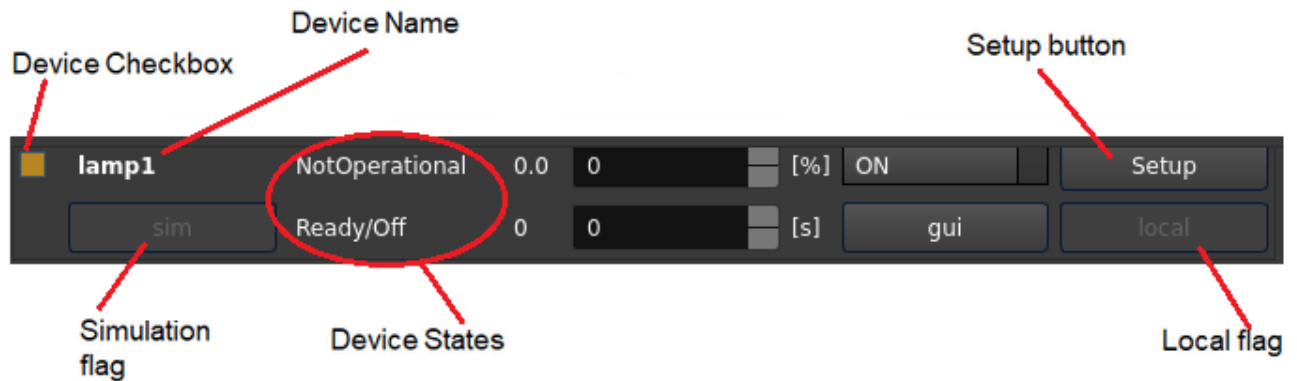 Device Name
Setup button
Device Checkbox
lamp1 NotOperational 0.0 0 [%] ON Setup
sim Ready/Off 0 0 [s] gui local
Simulation
flag
Device States
Local flag